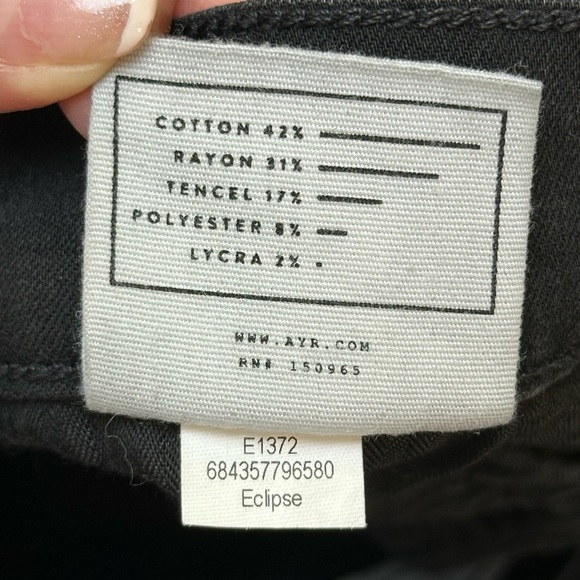 COTTON 42%
RAYON 31%
TENCEL 17%
POLYESTER 8%
LYCRA 2%
WWW.AYR.COM
RN# 150965
E1372
684357796580
Eclipse